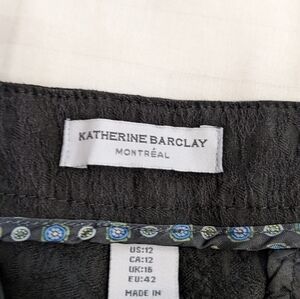 KATHERINE BARCLAY
MONTRÉAL
US:12
CA:12
UK:16
EU:42
MADE IN